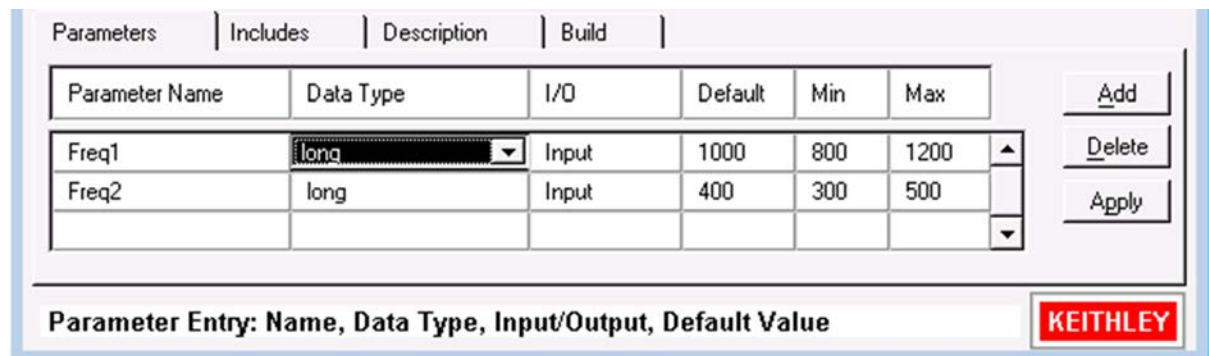 Parameters Includes Description Build
Parameter Name Data Type I/O Default Min Max Add
Freq1 long Input 1000 800 1200 Delete
Freq2 long Input 400 300 500 Apply
Parameter Entry: Name, Data Type, Input/Output, Default Value KEITHLEY